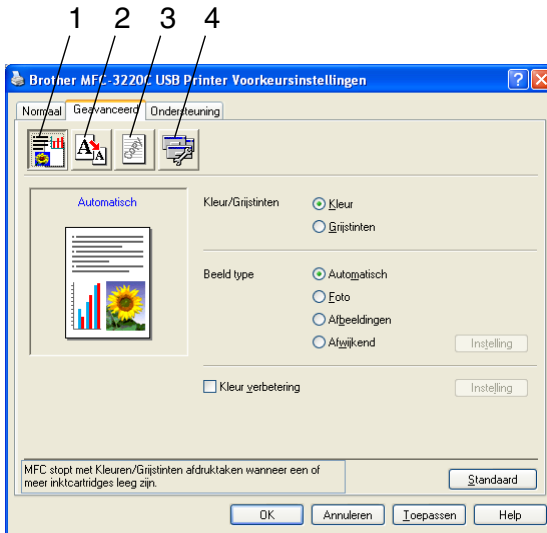 1 2 3 4
Brother MFC-3220C USB Printer Voorkeursinstellingen
Normaal Geavanceerd Ondersteuning
Automatisch
Kleur/Grijstinten
Kleur
Grijstinten
Beeld type
Automatisch
Foto
Afbeeldingen
Afwijkend
Instelling
Kleur verbetering
Instelling
MFC stopt met Kleuren/Grijstinten afdruktaken wanneer een of
meer inktcartridges leeg zijn.
Standaard
OK Annuleren Toepassen Help